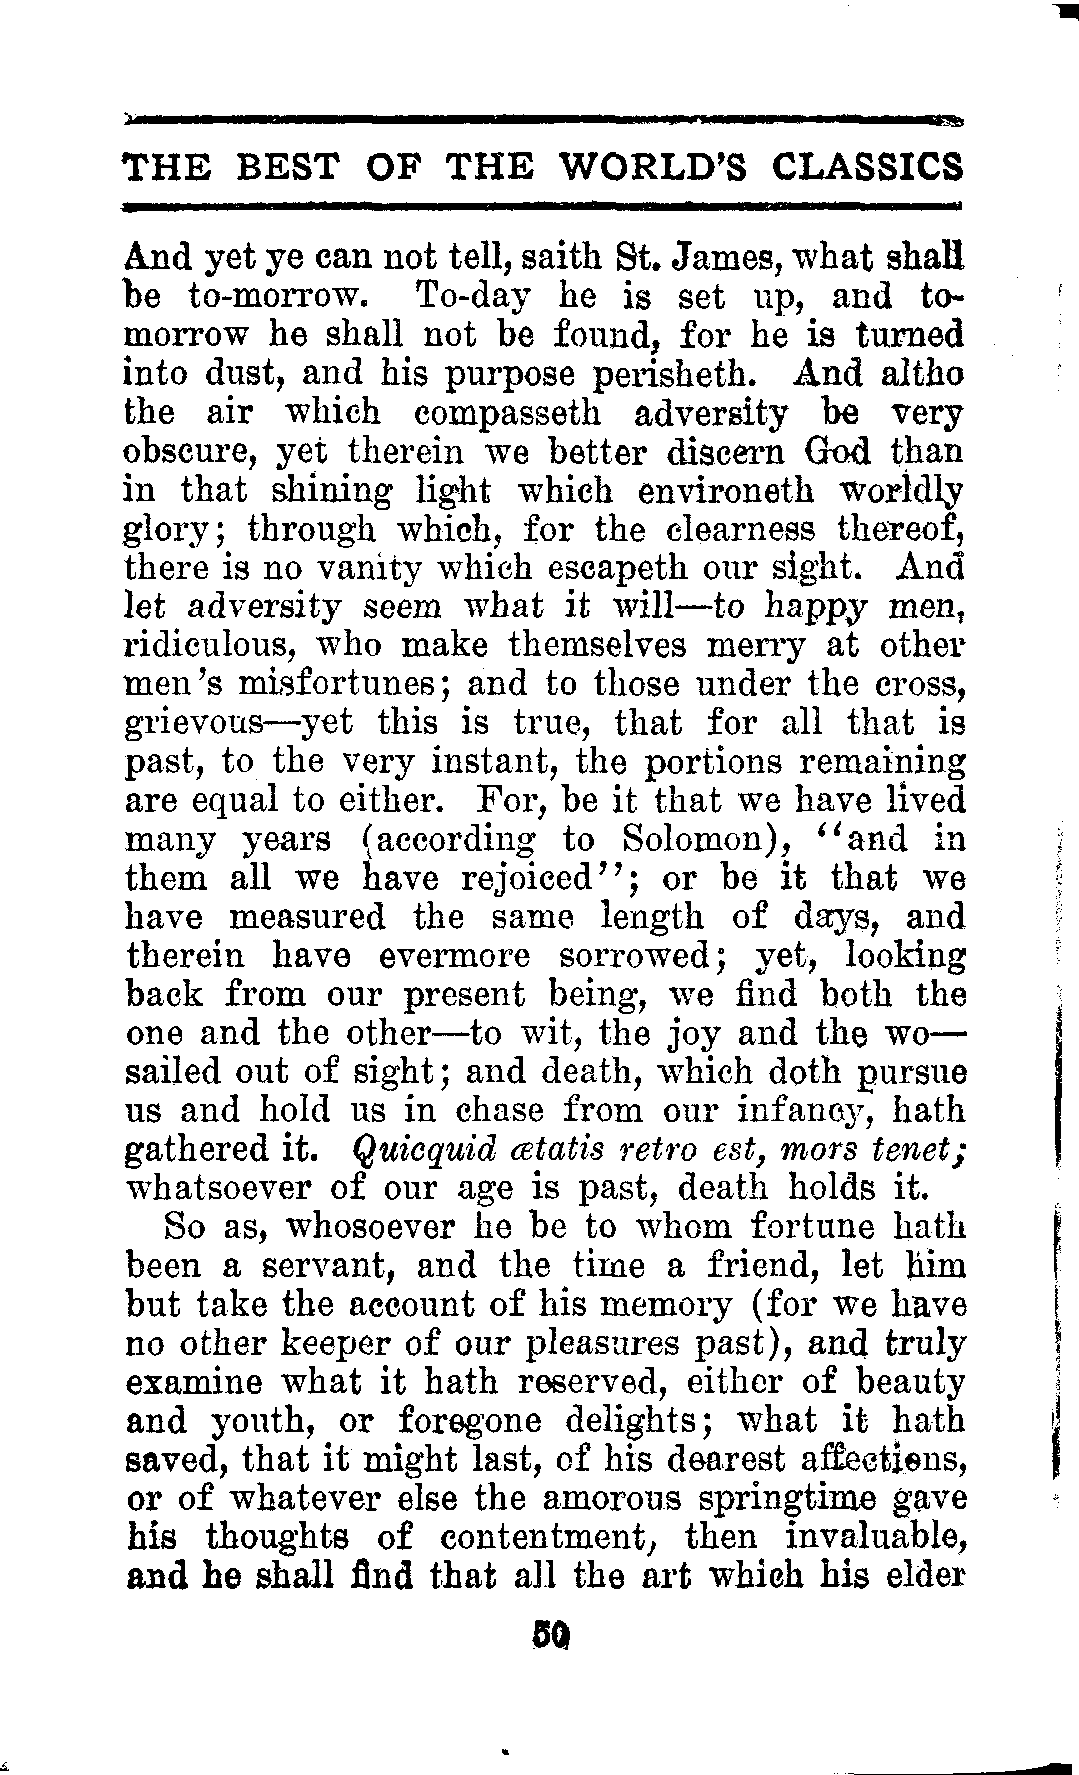 THE BEST OF THE WORLD'S CLASSICS
And yet ye can not tell, saith St. James, what shall
be to-morrow. To-day he is set up, and to-
morrow he shall not be found, for he is turned
into dust, and his purpose perisheth. And altho
the air which compasseth adversity be very
obscure, yet therein we better discern God than
in that shining light which environeth worldly
glory; through which, for the clearness thereof,
there is no vanity which escapeth our sight. And
let adversity seem what it will—to happy men,
ridiculous, who make themselves merry at other
men's misfortunes; and to those under the cross,
grievous—yet this is true, that for all that is
past, to the very instant, the portions remaining
are equal to either. For, be it that we have lived
many years (according to Solomon), "and in
them all we have rejoiced"; or be it that we
have measured the same length of days, and
therein have evermore sorrowed; yet, looking
back from our present being, we find both the
one and the other—to wit, the joy and the wo—
sailed out of sight; and death, which doth pursue
us and hold us in chase from our infancy, hath
gathered it. Quicquid ætatis retro est, mors tenet;
whatsoever of our age is past, death holds it.
So as, whosoever he be to whom fortune hath
been a servant, and the time a friend, let him
but take the account of his memory (for we have
no other keeper of our pleasures past), and truly
examine what it hath reserved, either of beauty
and youth, or foregone delights; what it hath
saved, that it might last, of his dearest affections,
or of whatever else the amorous springtime gave
his thoughts of contentment, then invaluable,
and he shall find that all the art which his elder
50